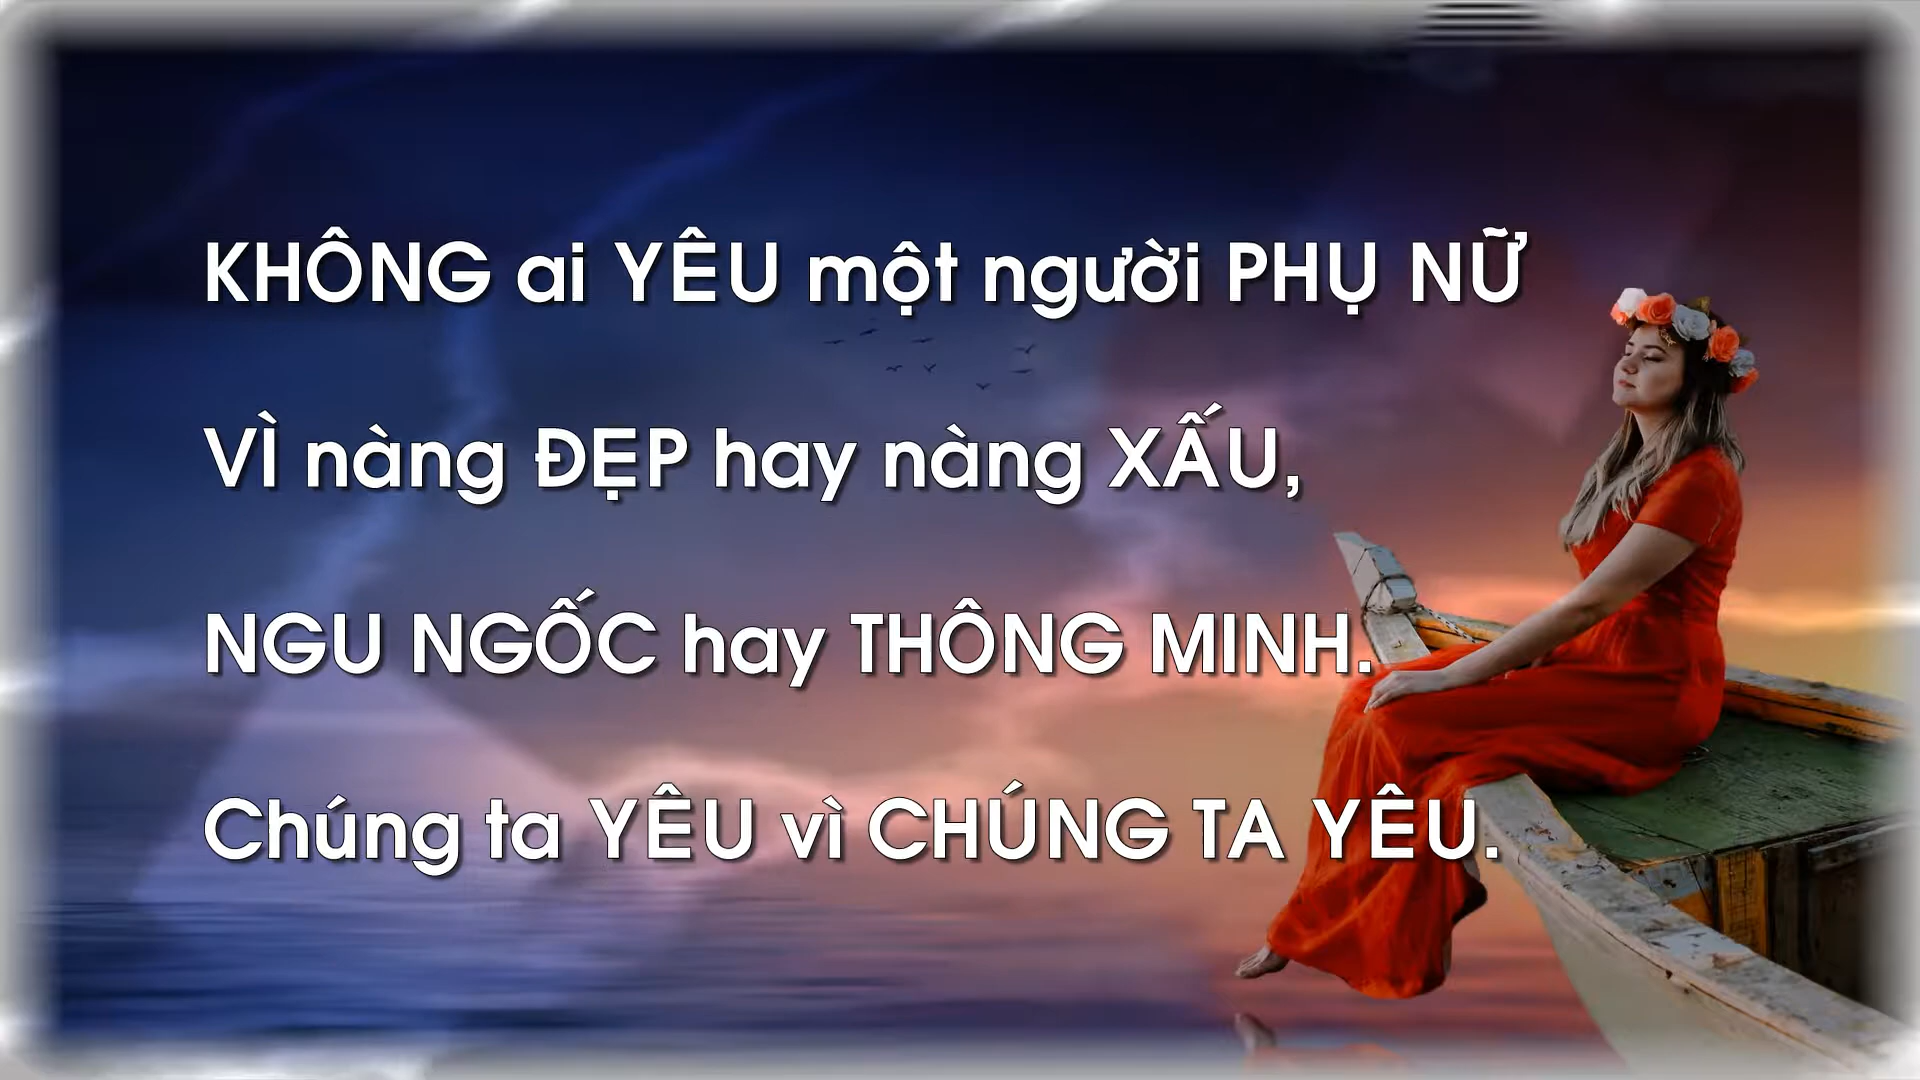 KHÔNG ai YÊU một người PHỤ NỮ
VÌ nàng ĐẸP hay nàng XẤU,
NGU NGỐC hay THÔNG MINH.
Chúng ta YÊU vì CHÚNG TA YÊU.